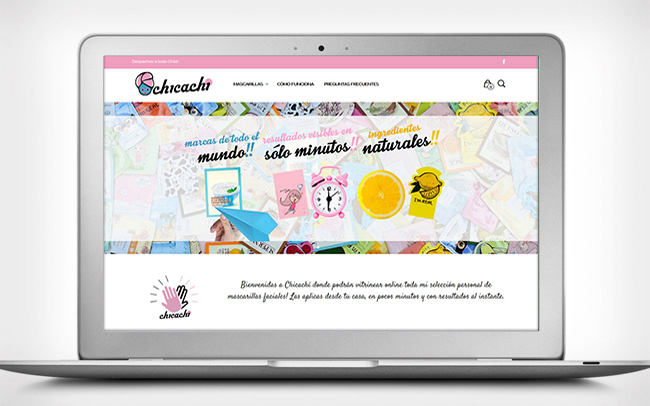 Despachos a todo Chile
chicachi
MASCARILLAS
CÓMO FUNCIONA
PREGUNTAS FRECUENTES
marcas de todo el
mundo!!
resultados visibles en
sólo minutos!!
ingredientes
naturales!!
I'M REAL
chicachi
Bienvenidas a Chicachi donde podrán vitrinear online toda mi selección personal de
mascarillas faciales! Las aplicas desde tu casa, en pocos minutos y con resultados al instante.